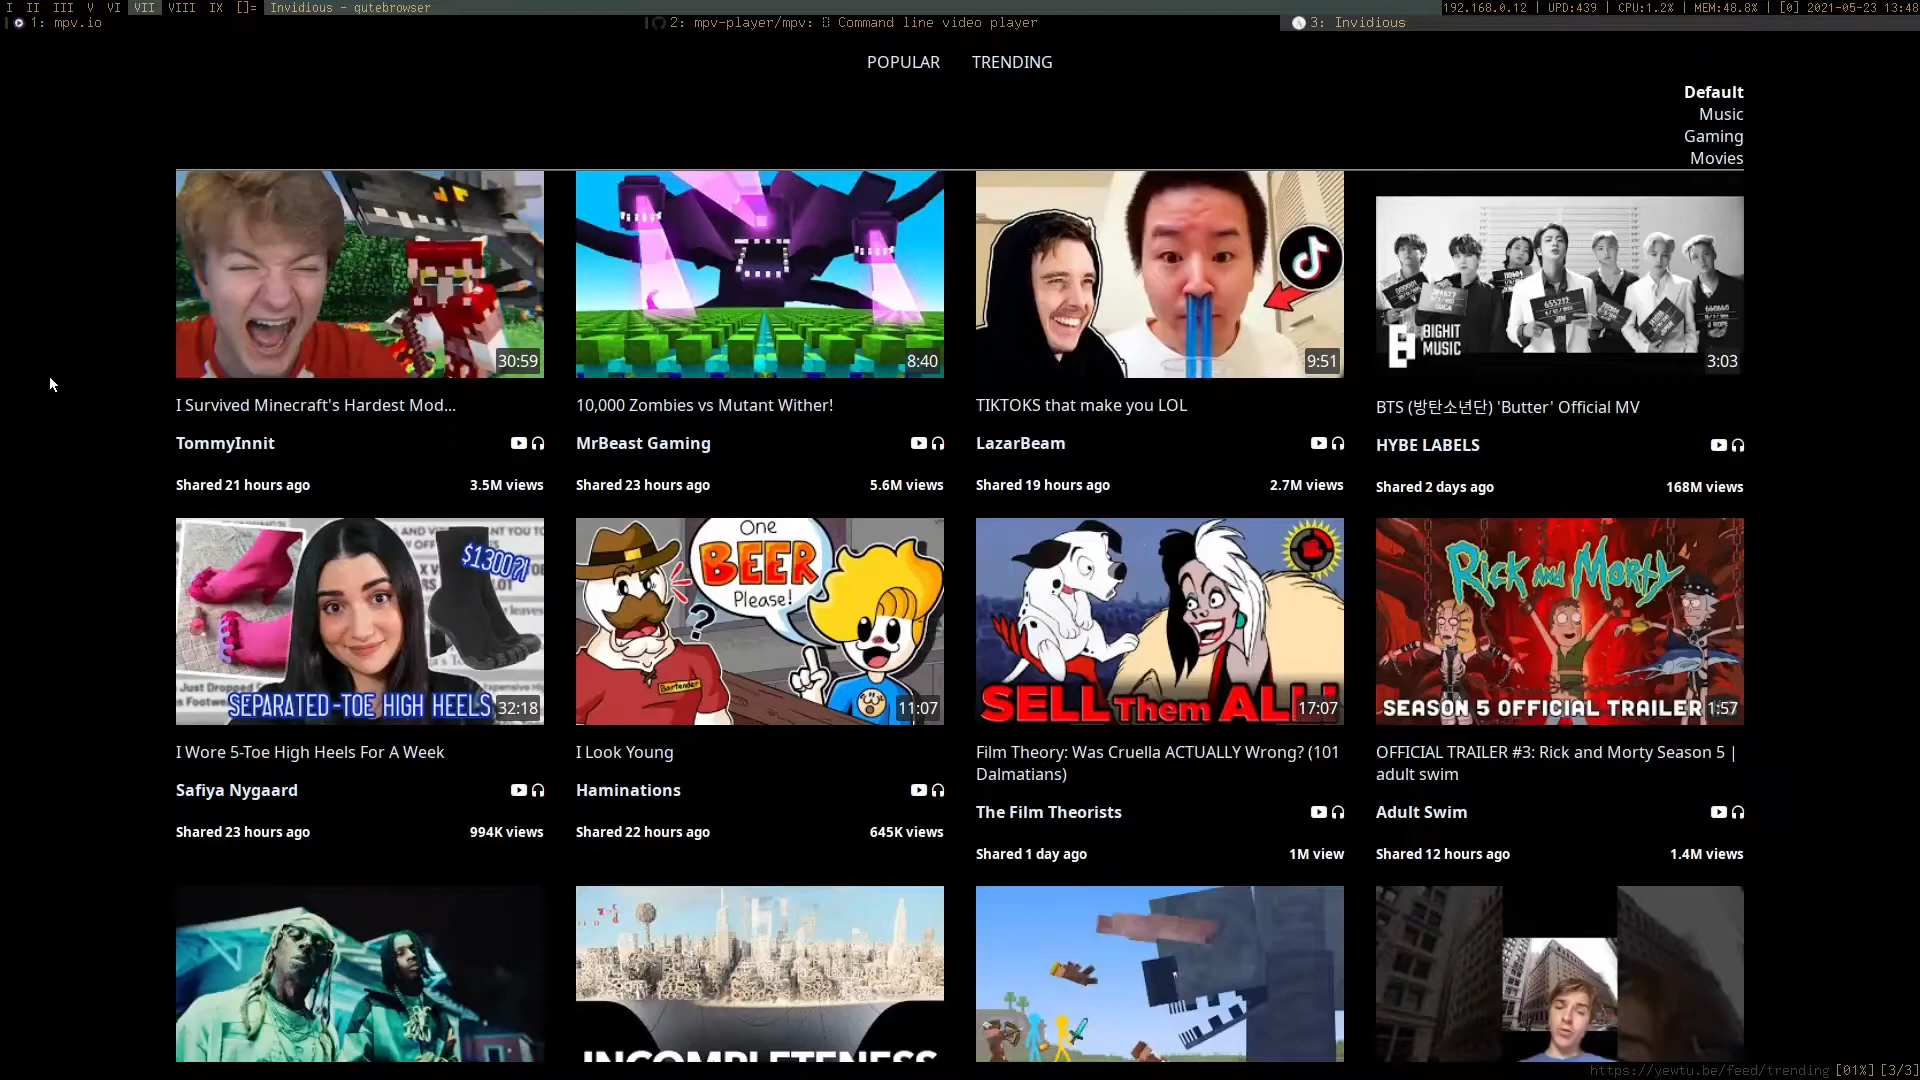 I II III V VI VII VIII IX []= Invidious - qutebrowser
192.168.0.12 | UPD:439 | CPU:1.2% | MEM:48.8% | [0] 2021-05-23 13:48
1: mpv.io
2: mpv-player/mpv: Command line video player
3: Invidious
POPULAR TRENDING
Default
Music
Gaming
Movies
30:59
8:40
9:51
BIGHIT
MUSIC
3:03
I Survived Minecraft's Hardest Mod...
10,000 Zombies vs Mutant Wither!
TIKTOKS that make you LOL
BTS (방탄소년단) 'Butter' Official MV
TommyInnit
MrBeast Gaming
LazarBeam
HYBE LABELS
Shared 21 hours ago 3.5M views
Shared 23 hours ago 5.6M views
Shared 19 hours ago 2.7M views
Shared 2 days ago 168M views
$1300?!
SEPARATED-TOE HIGH HEELS
32:18
One
BEER
Please!
?
Bartender
11:07
SELL Them ALL!
17:07
Rick and Morty
SEASON 5 OFFICIAL TRAILER
1:57
I Wore 5-Toe High Heels For A Week
I Look Young
Film Theory: Was Cruella ACTUALLY Wrong? (101
Dalmatians)
OFFICIAL TRAILER #3: Rick and Morty Season 5 |
adult swim
Safiya Nygaard
Haminations
The Film Theorists
Adult Swim
Shared 23 hours ago 994K views
Shared 22 hours ago 645K views
Shared 1 day ago 1M view
Shared 12 hours ago 1.4M views
INCOMPLETENESS
https://yewtu.be/feed/trending [01%] [3/3]